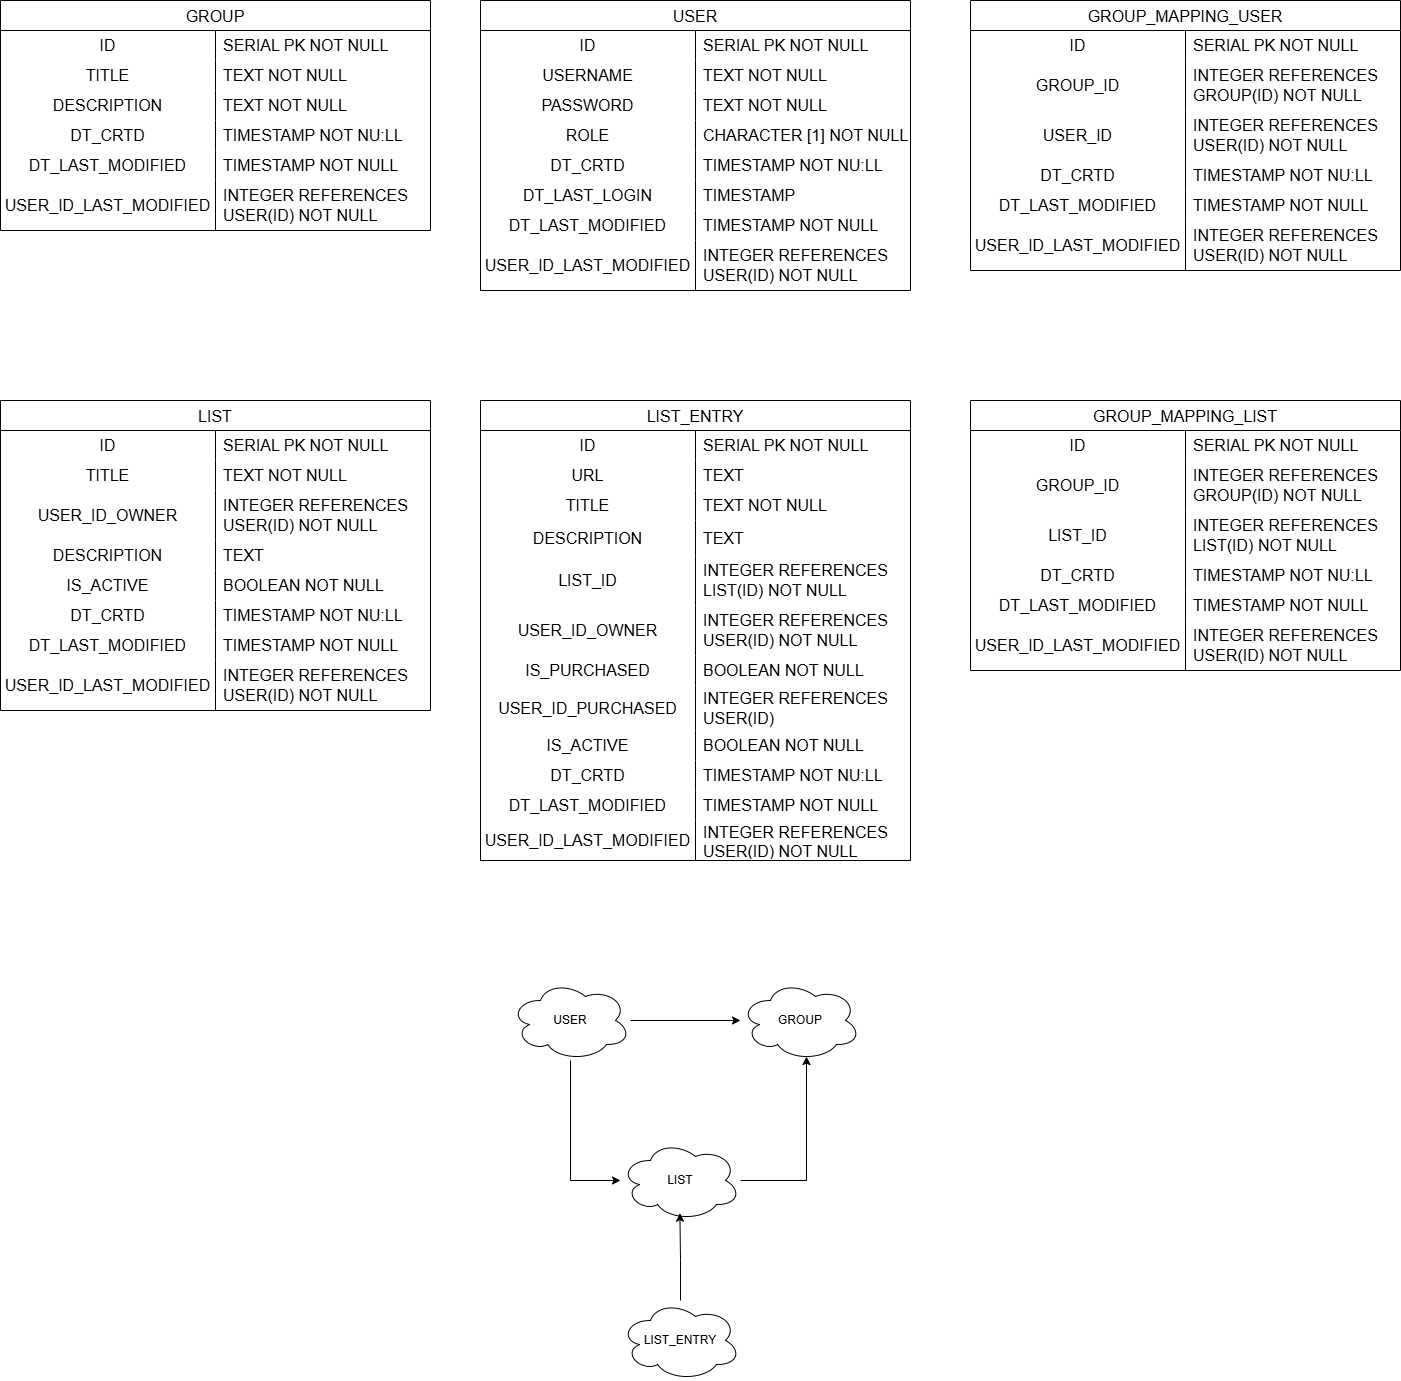 GROUP
ID SERIAL PK NOT NULL
TITLE TEXT NOT NULL
DESCRIPTION TEXT NOT NULL
DT_CRTD TIMESTAMP NOT NU:LL
DT_LAST_MODIFIED TIMESTAMP NOT NULL
USER_ID_LAST_MODIFIED INTEGER REFERENCES
USER(ID) NOT NULL
USER
ID SERIAL PK NOT NULL
USERNAME TEXT NOT NULL
PASSWORD TEXT NOT NULL
ROLE CHARACTER [1] NOT NULL
DT_CRTD TIMESTAMP NOT NU:LL
DT_LAST_LOGIN TIMESTAMP
DT_LAST_MODIFIED TIMESTAMP NOT NULL
USER_ID_LAST_MODIFIED INTEGER REFERENCES
USER(ID) NOT NULL
GROUP_MAPPING_USER
ID SERIAL PK NOT NULL
GROUP_ID INTEGER REFERENCES
GROUP(ID) NOT NULL
USER_ID INTEGER REFERENCES
USER(ID) NOT NULL
DT_CRTD TIMESTAMP NOT NU:LL
DT_LAST_MODIFIED TIMESTAMP NOT NULL
USER_ID_LAST_MODIFIED INTEGER REFERENCES
USER(ID) NOT NULL
LIST
ID SERIAL PK NOT NULL
TITLE TEXT NOT NULL
USER_ID_OWNER INTEGER REFERENCES
USER(ID) NOT NULL
DESCRIPTION TEXT
IS_ACTIVE BOOLEAN NOT NULL
DT_CRTD TIMESTAMP NOT NU:LL
DT_LAST_MODIFIED TIMESTAMP NOT NULL
USER_ID_LAST_MODIFIED INTEGER REFERENCES
USER(ID) NOT NULL
LIST_ENTRY
ID SERIAL PK NOT NULL
URL TEXT
TITLE TEXT NOT NULL
DESCRIPTION TEXT
LIST_ID INTEGER REFERENCES
LIST(ID) NOT NULL
USER_ID_OWNER INTEGER REFERENCES
USER(ID) NOT NULL
IS_PURCHASED BOOLEAN NOT NULL
USER_ID_PURCHASED INTEGER REFERENCES
USER(ID)
IS_ACTIVE BOOLEAN NOT NULL
DT_CRTD TIMESTAMP NOT NU:LL
DT_LAST_MODIFIED TIMESTAMP NOT NULL
USER_ID_LAST_MODIFIED INTEGER REFERENCES
USER(ID) NOT NULL
GROUP_MAPPING_LIST
ID SERIAL PK NOT NULL
GROUP_ID INTEGER REFERENCES
GROUP(ID) NOT NULL
LIST_ID INTEGER REFERENCES
LIST(ID) NOT NULL
DT_CRTD TIMESTAMP NOT NU:LL
DT_LAST_MODIFIED TIMESTAMP NOT NULL
USER_ID_LAST_MODIFIED INTEGER REFERENCES
USER(ID) NOT NULL
USER
GROUP
LIST
LIST_ENTRY